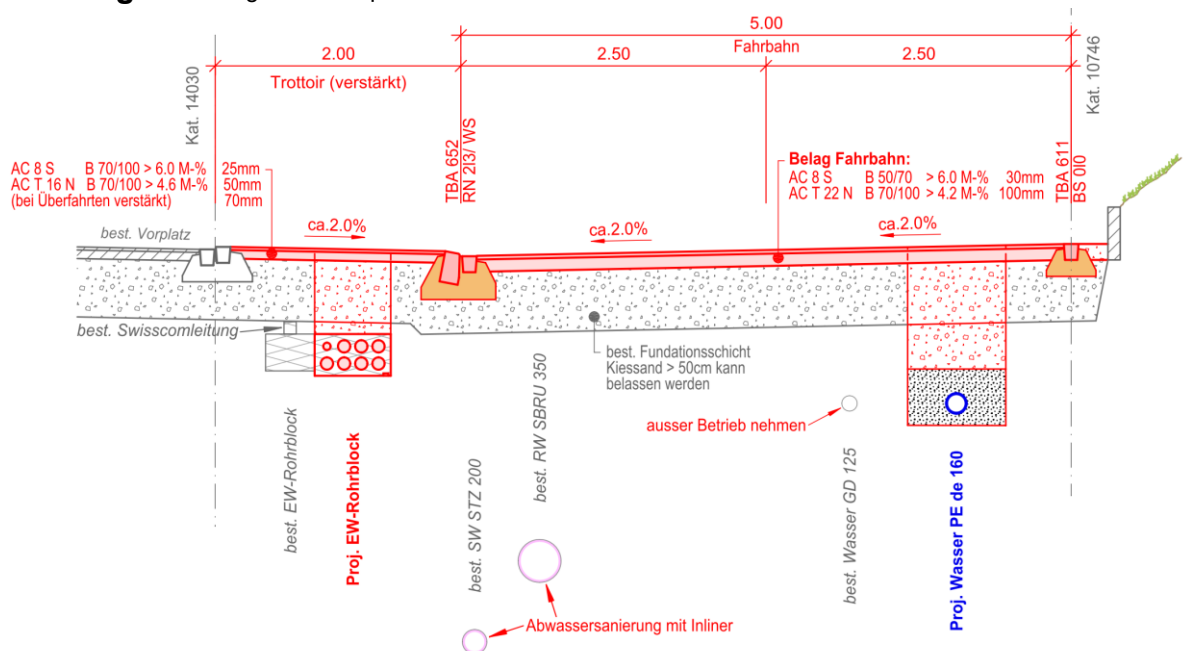 5.00
Fahrbahn
2.00
2.50
2.50
Trottoir (verstärkt)
Kat. 14030
Kat. 10746
TBA 652
RN 2I3/ WS
TBA 611
BS 0I0
AC 8 S B 70/100 > 6.0 M-% 25mm
AC T 16 N B 70/100 > 4.6 M-% 50mm
(bei Überfahrten verstärkt) 70mm
Belag Fahrbahn:
AC 8 S B 50/70 > 6.0 M-% 30mm
AC T 22 N B 70/100 > 4.2 M-% 100mm
ca.2.0%
ca.2.0%
ca.2.0%
best. Vorplatz
best. Swisscomleitung
best. Fundationsschicht
Kiessand > 50cm kann
belassen werden
ausser Betrieb nehmen
best. EW-Rohrblock
Proj. EW-Rohrblock
best. SW STZ 200
best. RW SBRU 350
best. Wasser GD 125
Proj. Wasser PE de 160
Abwassersanierung mit Inliner